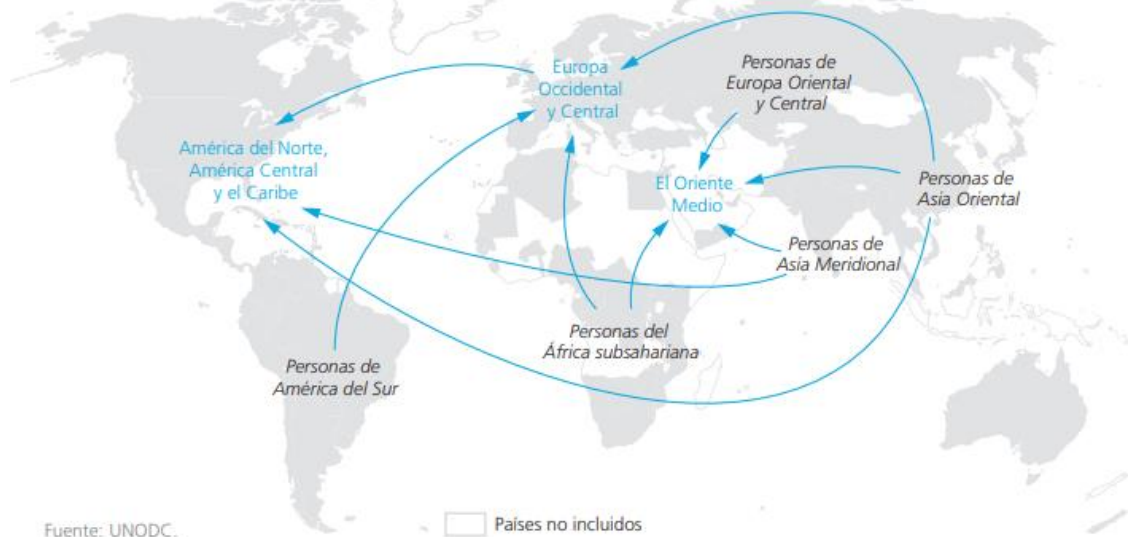 Europa
Occidental
y Central
Personas de
Europa Oriental
y Central
América del Norte,
América Central
y el Caribe
El Oriente
Medio
Personas de
Asia Oriental
Personas de
Asia Meridional
Personas del
África subsahariana
Personas de
América del Sur
Fuente: UNODC.
Países no incluidos